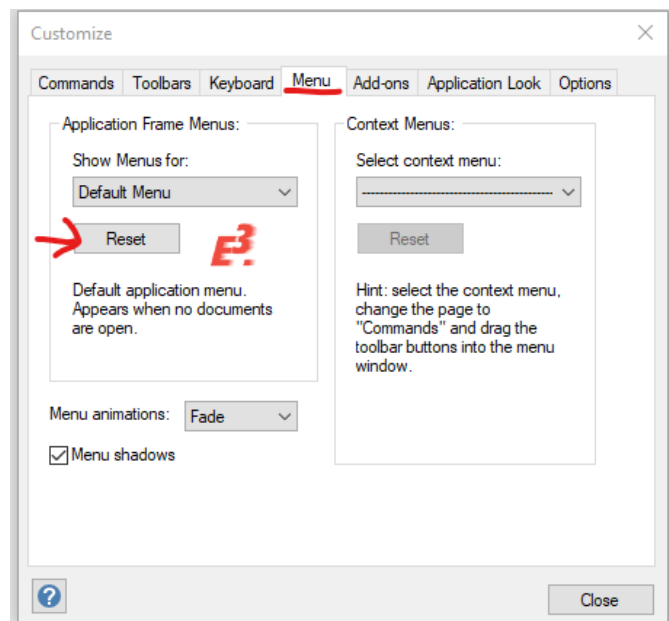 Customize
Commands Toolbars Keyboard Menu Add-ons Application Look Options
Application Frame Menus:
Show Menus for:
Default Menu
Reset
E³.
Default application menu.
Appears when no documents
are open.
Menu animations: Fade
Menu shadows
Context Menus:
Select context menu:
Reset
Hint: select the context menu,
change the page to
"Commands" and drag the
toolbar buttons into the menu
window.
?
Close